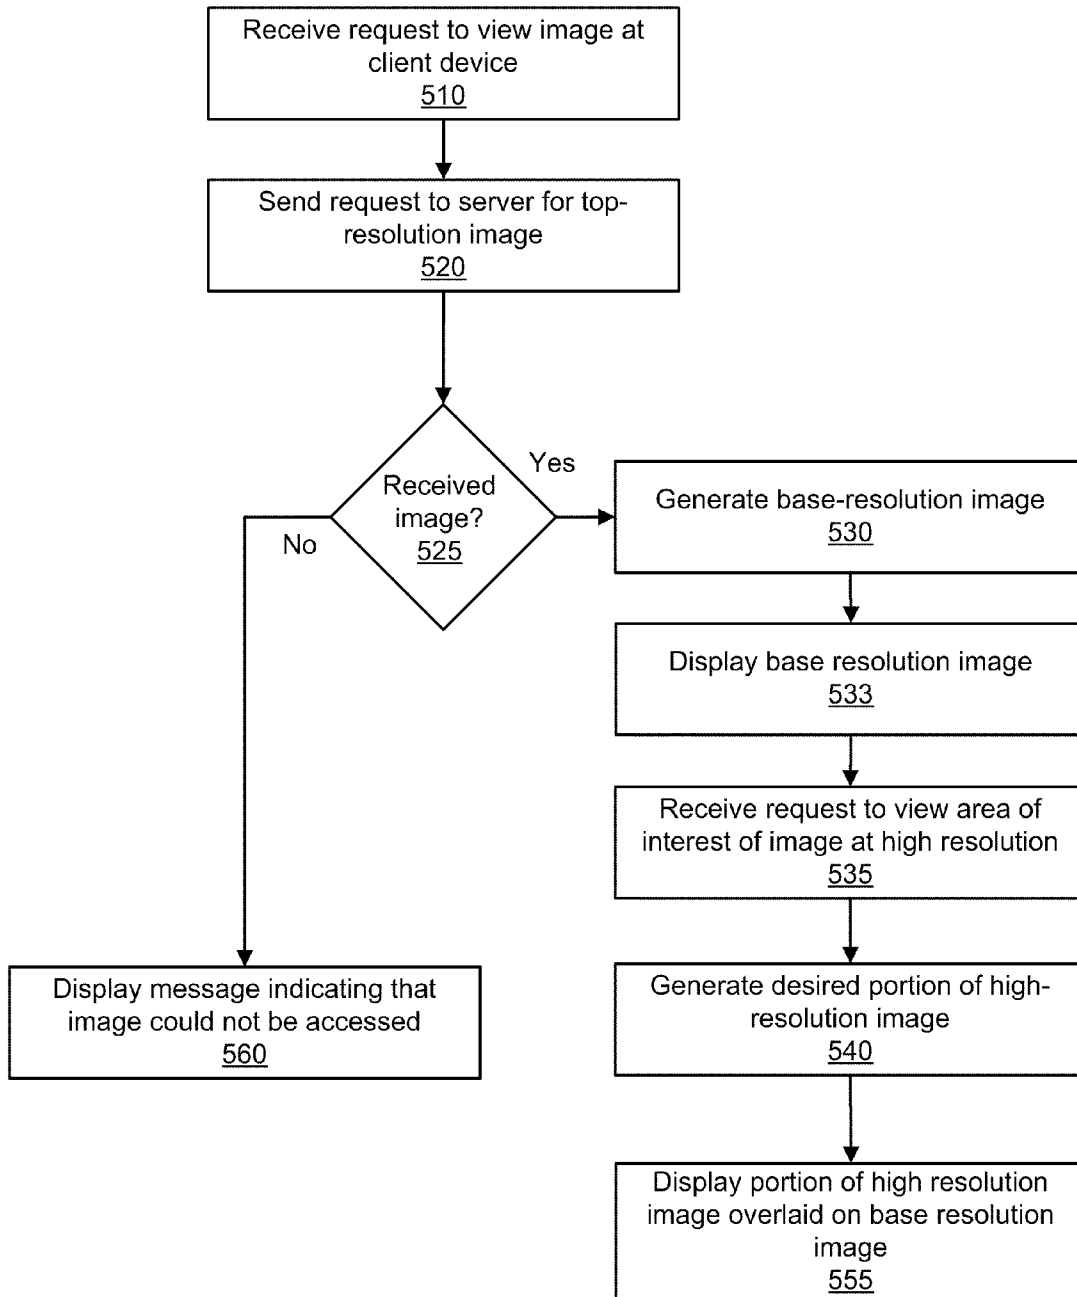 Receive request to view image at
client device
510
Send request to server for top-
resolution image
520
Received
image?
525
Yes
No
Generate base-resolution image
530
Display base resolution image
533
Receive request to view area of
interest of image at high resolution
535
Generate desired portion of high-
resolution image
540
Display portion of high resolution
image overlaid on base resolution
image
555
Display message indicating that
image could not be accessed
560